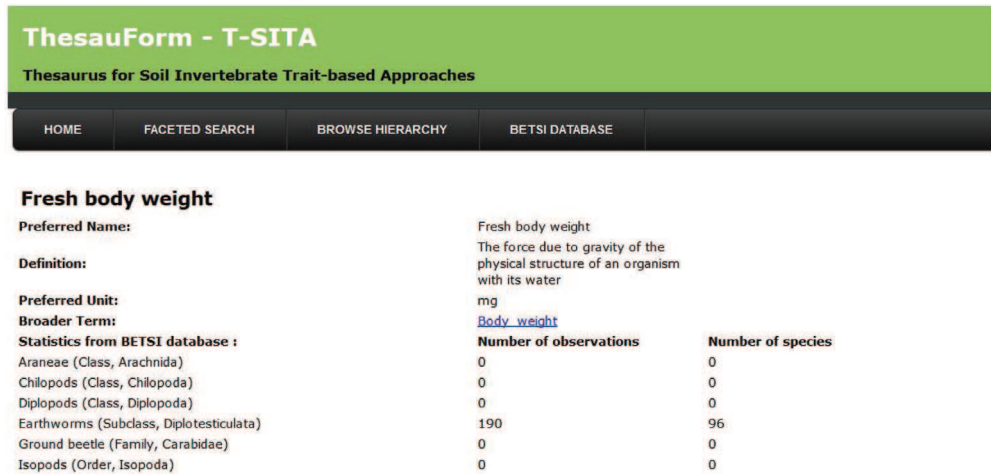 ThesauForm - T-SITA
Thesaurus for Soil Invertebrate Trait-based Approaches
HOME FACETED SEARCH BROWSE HIERARCHY BETSI DATABASE
Fresh body weight
Preferred Name: Fresh body weight
The force due to gravity of the
Definition: physical structure of an organism
with its water
Preferred Unit: mg
Broader Term: Body weight
Statistics from BETSI database : Number of observations Number of species
Araneae (Class, Arachnida) 0 0
Chilopods (Class, Chilopoda) 0 0
Diplopods (Class, Diplopoda) 0 0
Earthworms (Subclass, Diplotesticulata) 190 96
Ground beetle (Family, Carabidae) 0 0
Isopods (Order, Isopoda) 0 0